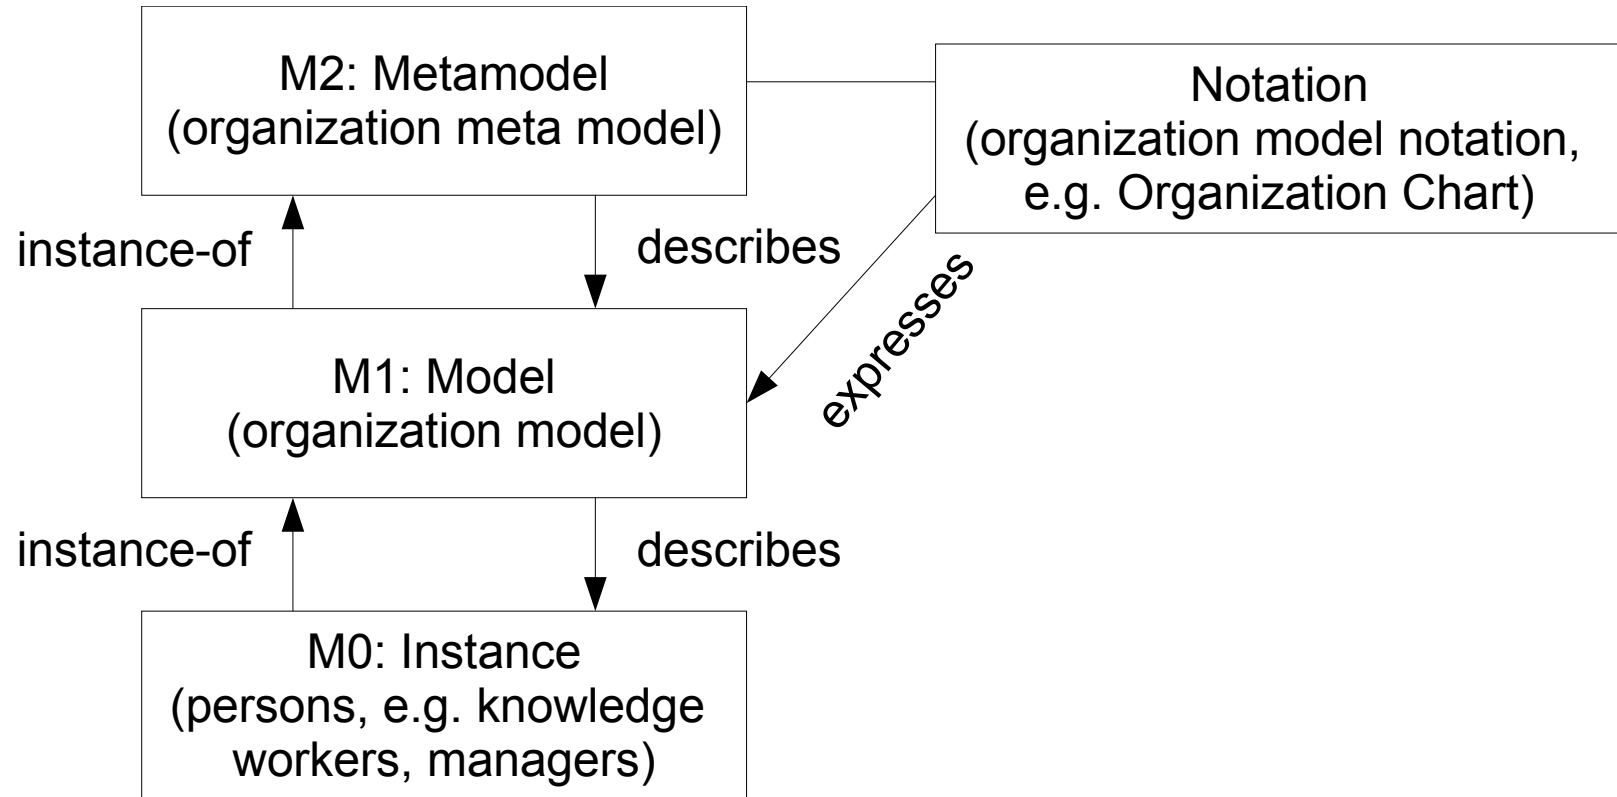 M2: Metamodel
(organization meta model)
Notation
(organization model notation,
e.g. Organization Chart)
instance-of
describes
expresses
M1: Model
(organization model)
instance-of
describes
M0: Instance
(persons, e.g. knowledge
workers, managers)